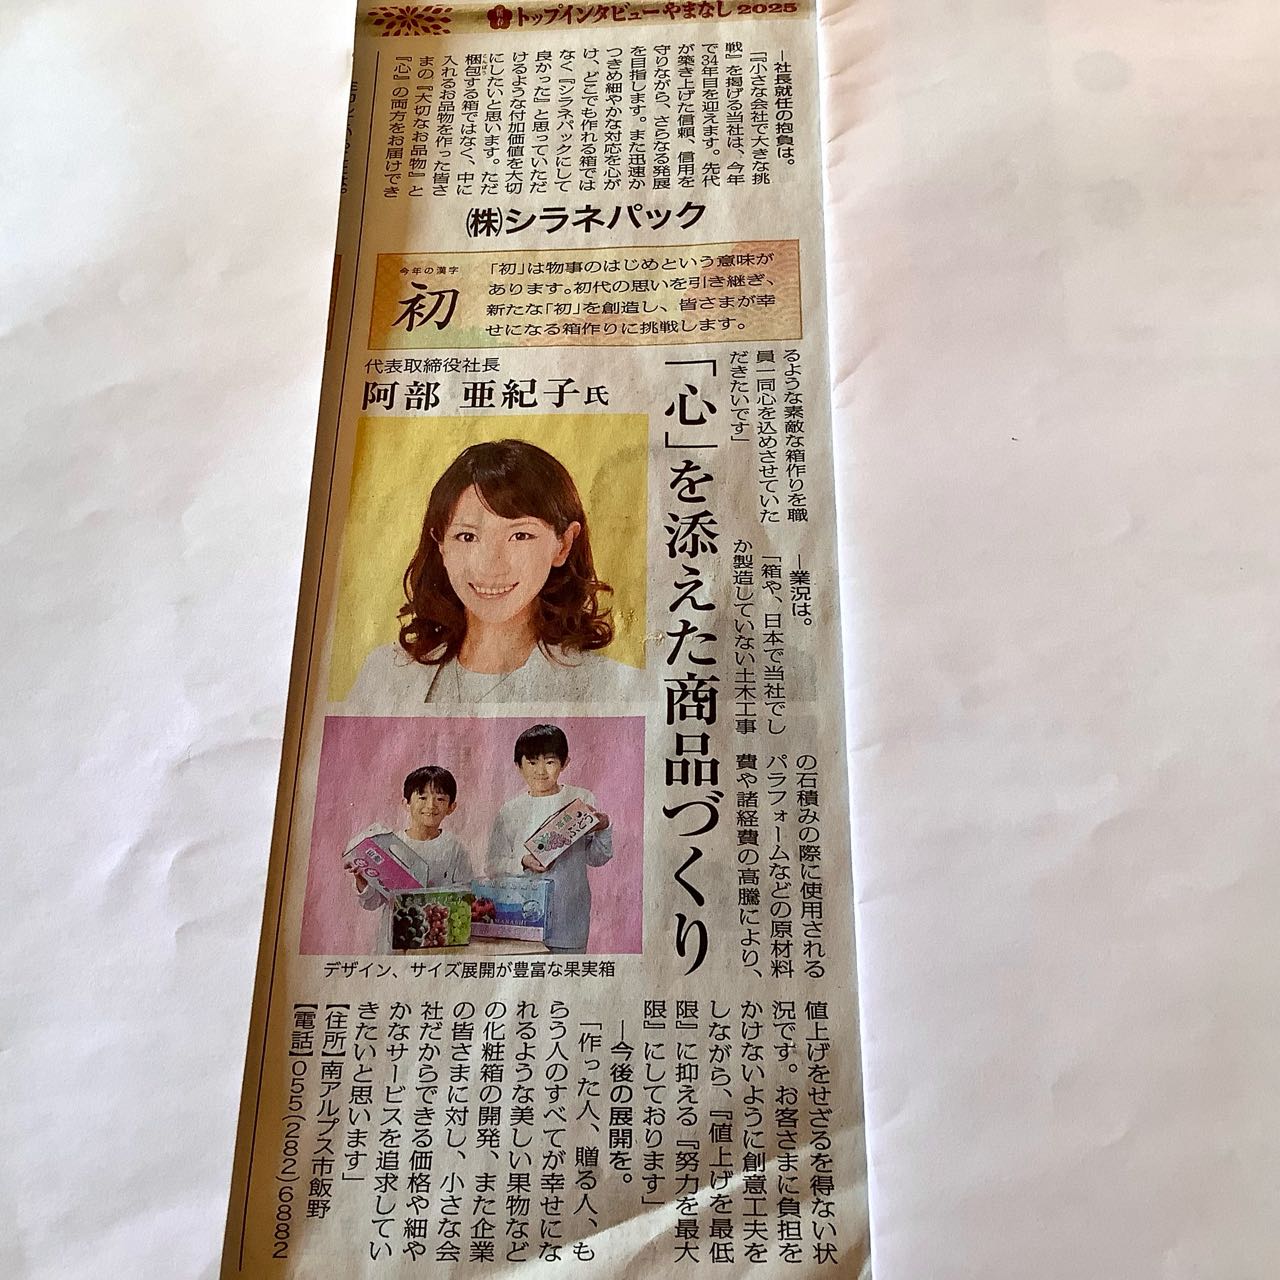 新春 トップインタビューやまなし2025
―社長就任の抱負は。
「『小さな会社で大きな挑
戦』を掲げる当社は、今年
で34年目を迎えます。先代
が築き上げた信頼、信用を
守りながら、さらなる発展
を目指します。また迅速か
つきめ細やかな対応を心が
け、どこでも作れる箱では
なく『シラネパックにして
良かった』と思っていただ
けるような付加価値を大切
にしたいと思います。ただ
梱包する箱ではなく、中に
こんぽう
入れるお品物を作った皆さ
まの『大切なお品物』と
『心』の両方をお届けでき
㈱シラネパック
今年の漢字
初
「初」は物事のはじめという意味が
あります。初代の思いを引き継ぎ、
新たな「初」を創造し、皆さまが幸
せになる箱作りに挑戦します。
代表取締役社長
阿部 亜紀子氏
「心」を添えた商品づくり
るような素敵な箱作りを職
員一同心を込めさせていた
だきたいです」
―業況は。
「箱や、日本で当社でし
か製造していない土木工事
の石積みの際に使用される
パラフォームなどの原材料
費や諸経費の高騰により、
値上げをせざるを得ない状
況です。お客さまに負担を
かけないように創意工夫を
しながら、『値上げを最低
限』に抑える『努力を最大
限』にしております」
―今後の展開を。
「作った人、贈る人、も
らう人のすべてが幸せにな
れるような美しい果物など
の化粧箱の開発、また企業
の皆さまに対し、小さな会
社だからできる価格や細や
かなサービスを追求してい
きたいと思います」
【住所】南アルプス市飯野
【電話】055(282)6882
デザイン、サイズ展開が豊富な果実箱
ぶどう